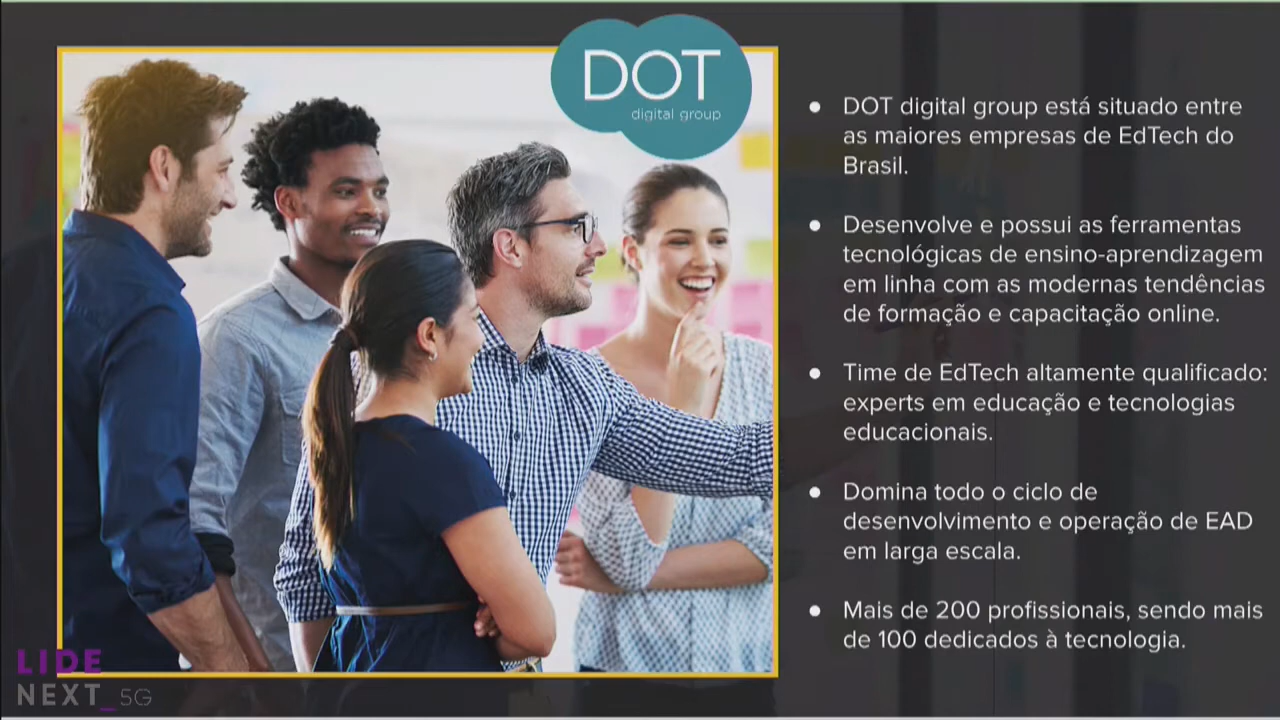 DOT
digital group
● DOT digital group está situado entre
as maiores empresas de EdTech do
Brasil.
● Desenvolve e possui as ferramentas
tecnológicas de ensino-aprendizagem
em linha com as modernas tendências
de formação e capacitação online.
● Time de EdTech altamente qualificado:
experts em educação e tecnologias
educacionais.
● Domina todo o ciclo de
desenvolvimento e operação de EAD
em larga escala.
● Mais de 200 profissionais, sendo mais
de 100 dedicados à tecnologia.
LIDE
NEXT_5G